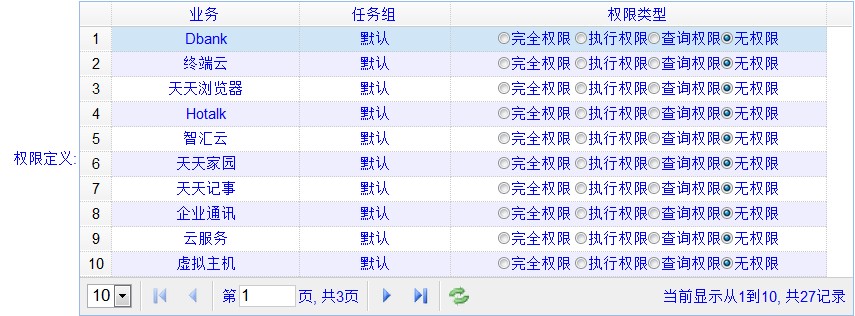 业务 任务组 权限类型
1 Dbank 默认 完全权限 执行权限 查询权限 无权限
2 终端云 默认 完全权限 执行权限 查询权限 无权限
3 天天浏览器 默认 完全权限 执行权限 查询权限 无权限
4 Hotalk 默认 完全权限 执行权限 查询权限 无权限
5 智汇云 默认 完全权限 执行权限 查询权限 无权限
权限定义:
6 天天家园 默认 完全权限 执行权限 查询权限 无权限
7 天天记事 默认 完全权限 执行权限 查询权限 无权限
8 企业通讯 默认 完全权限 执行权限 查询权限 无权限
9 云服务 默认 完全权限 执行权限 查询权限 无权限
10 虚拟主机 默认 完全权限 执行权限 查询权限 无权限
10 第 1 页, 共3页 当前显示从1到10, 共27记录